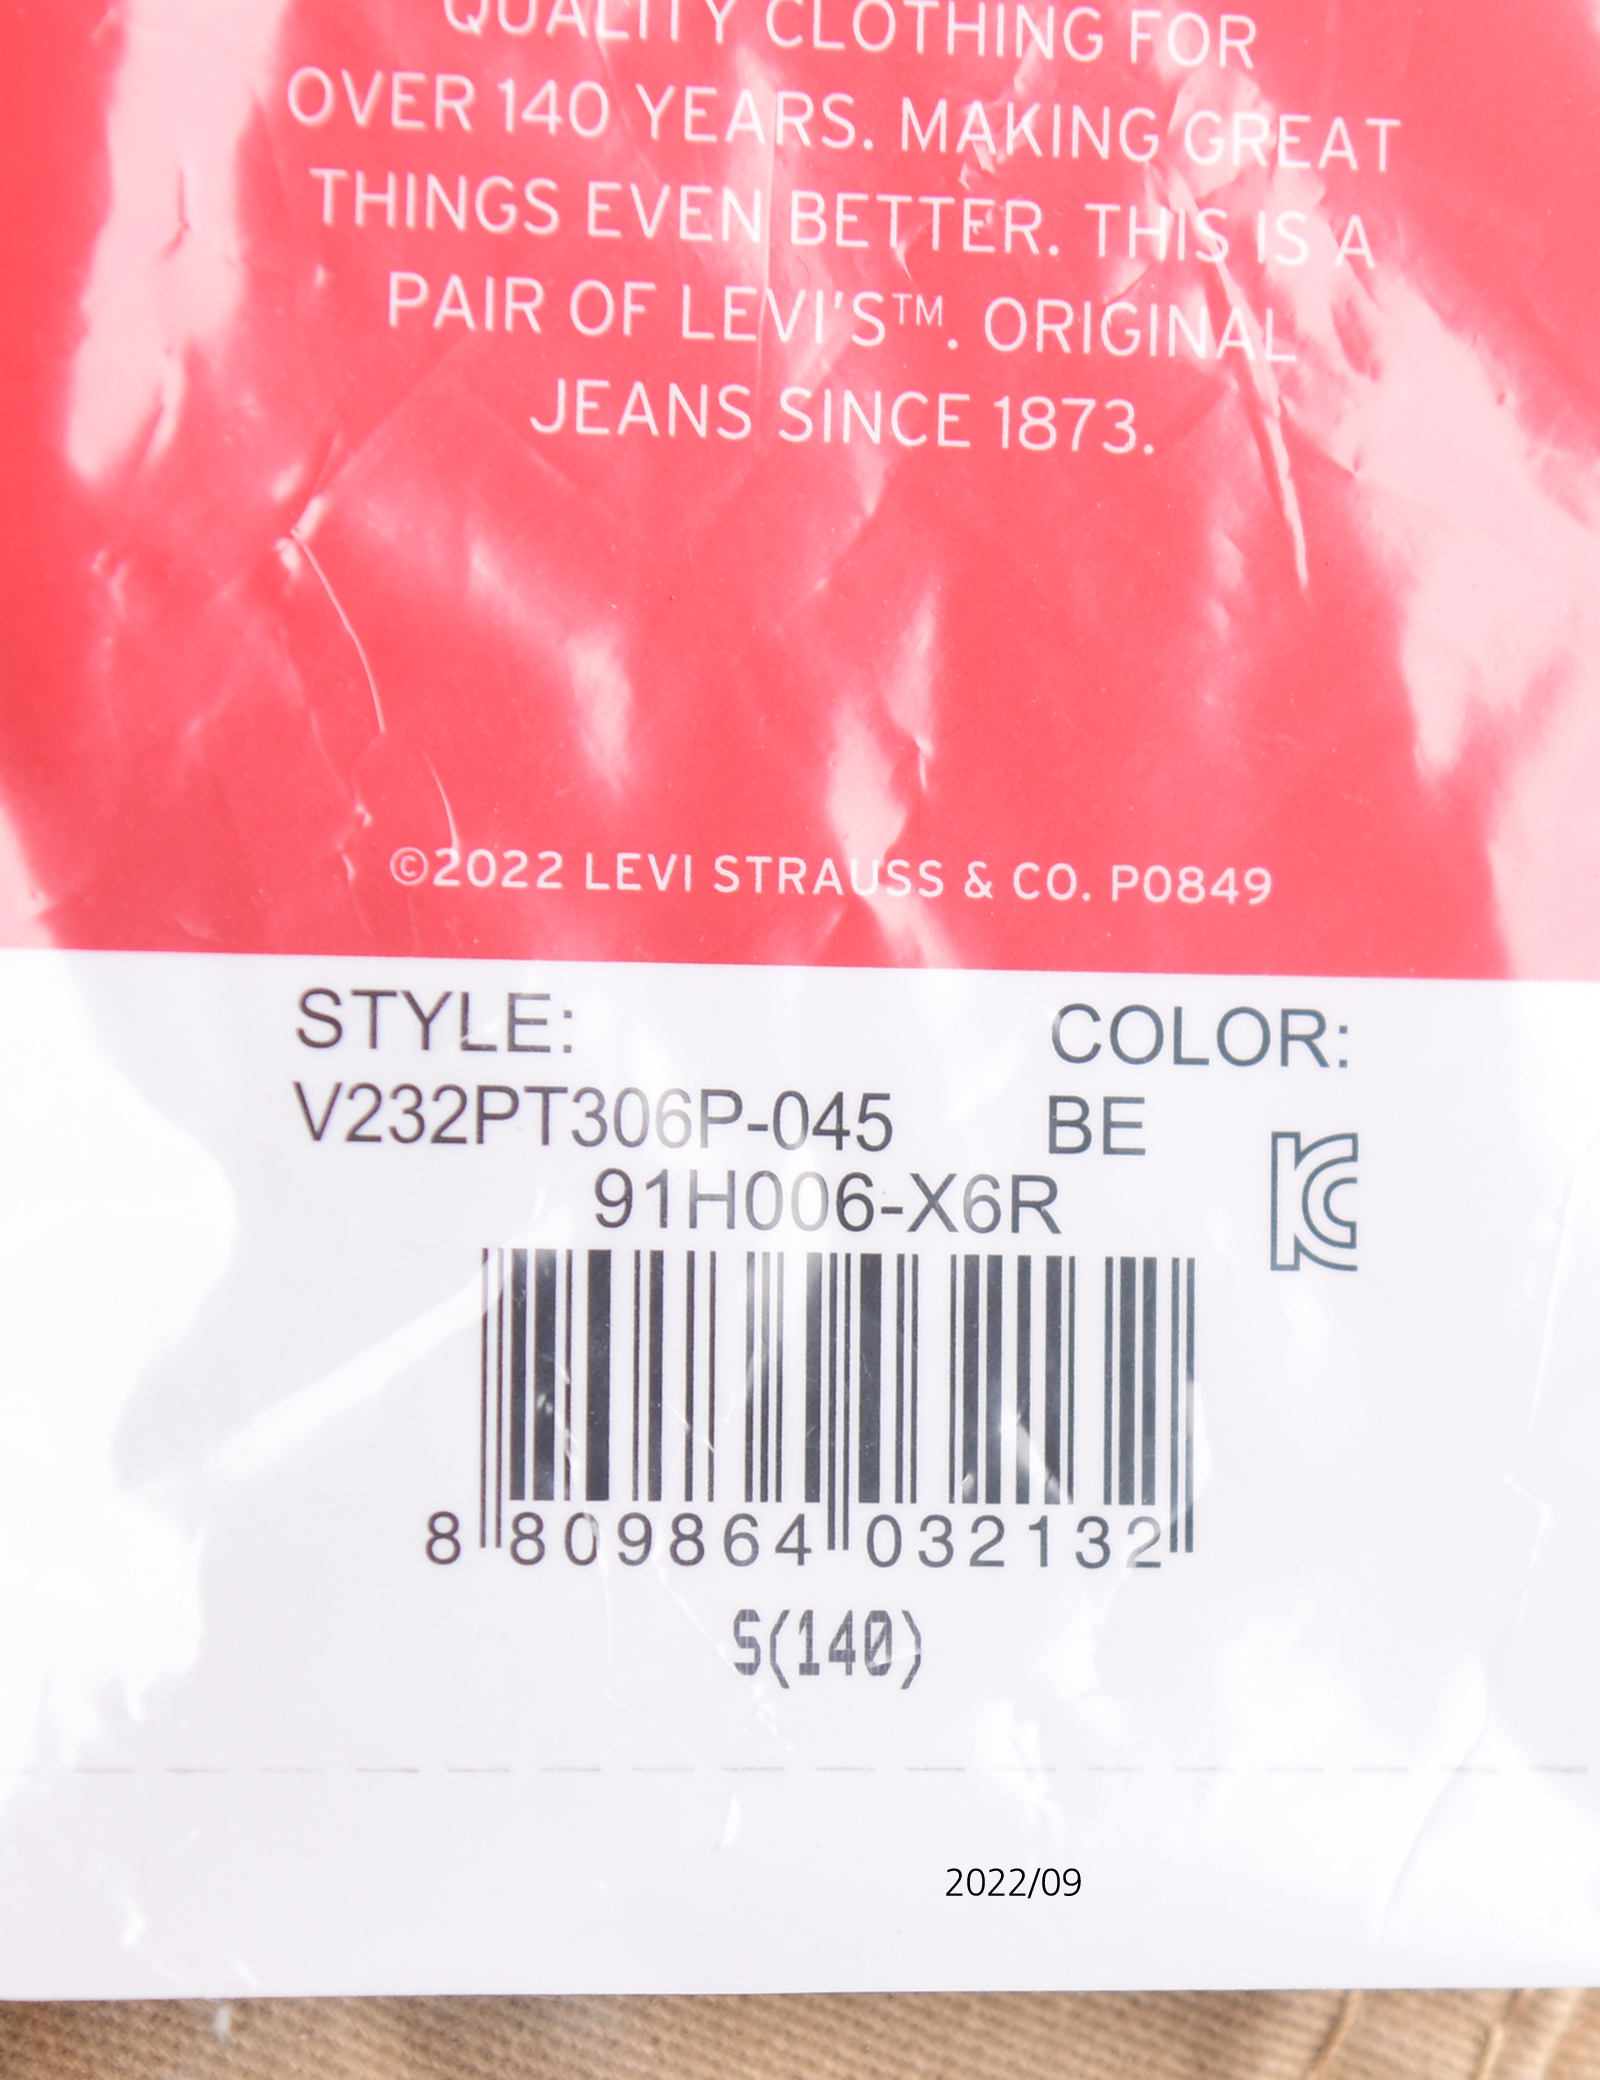 QUALITY CLOTHING FOR
OVER 140 YEARS. MAKING GREAT
THINGS EVEN BETTER. THIS IS A
PAIR OF LEVI'S™. ORIGINAL
JEANS SINCE 1873.
©2022 LEVI STRAUSS & CO. P0849
STYLE: COLOR:
V232PT306P-045 BE
91H006-X6R
8 809864 032132
S(140)
2022/09